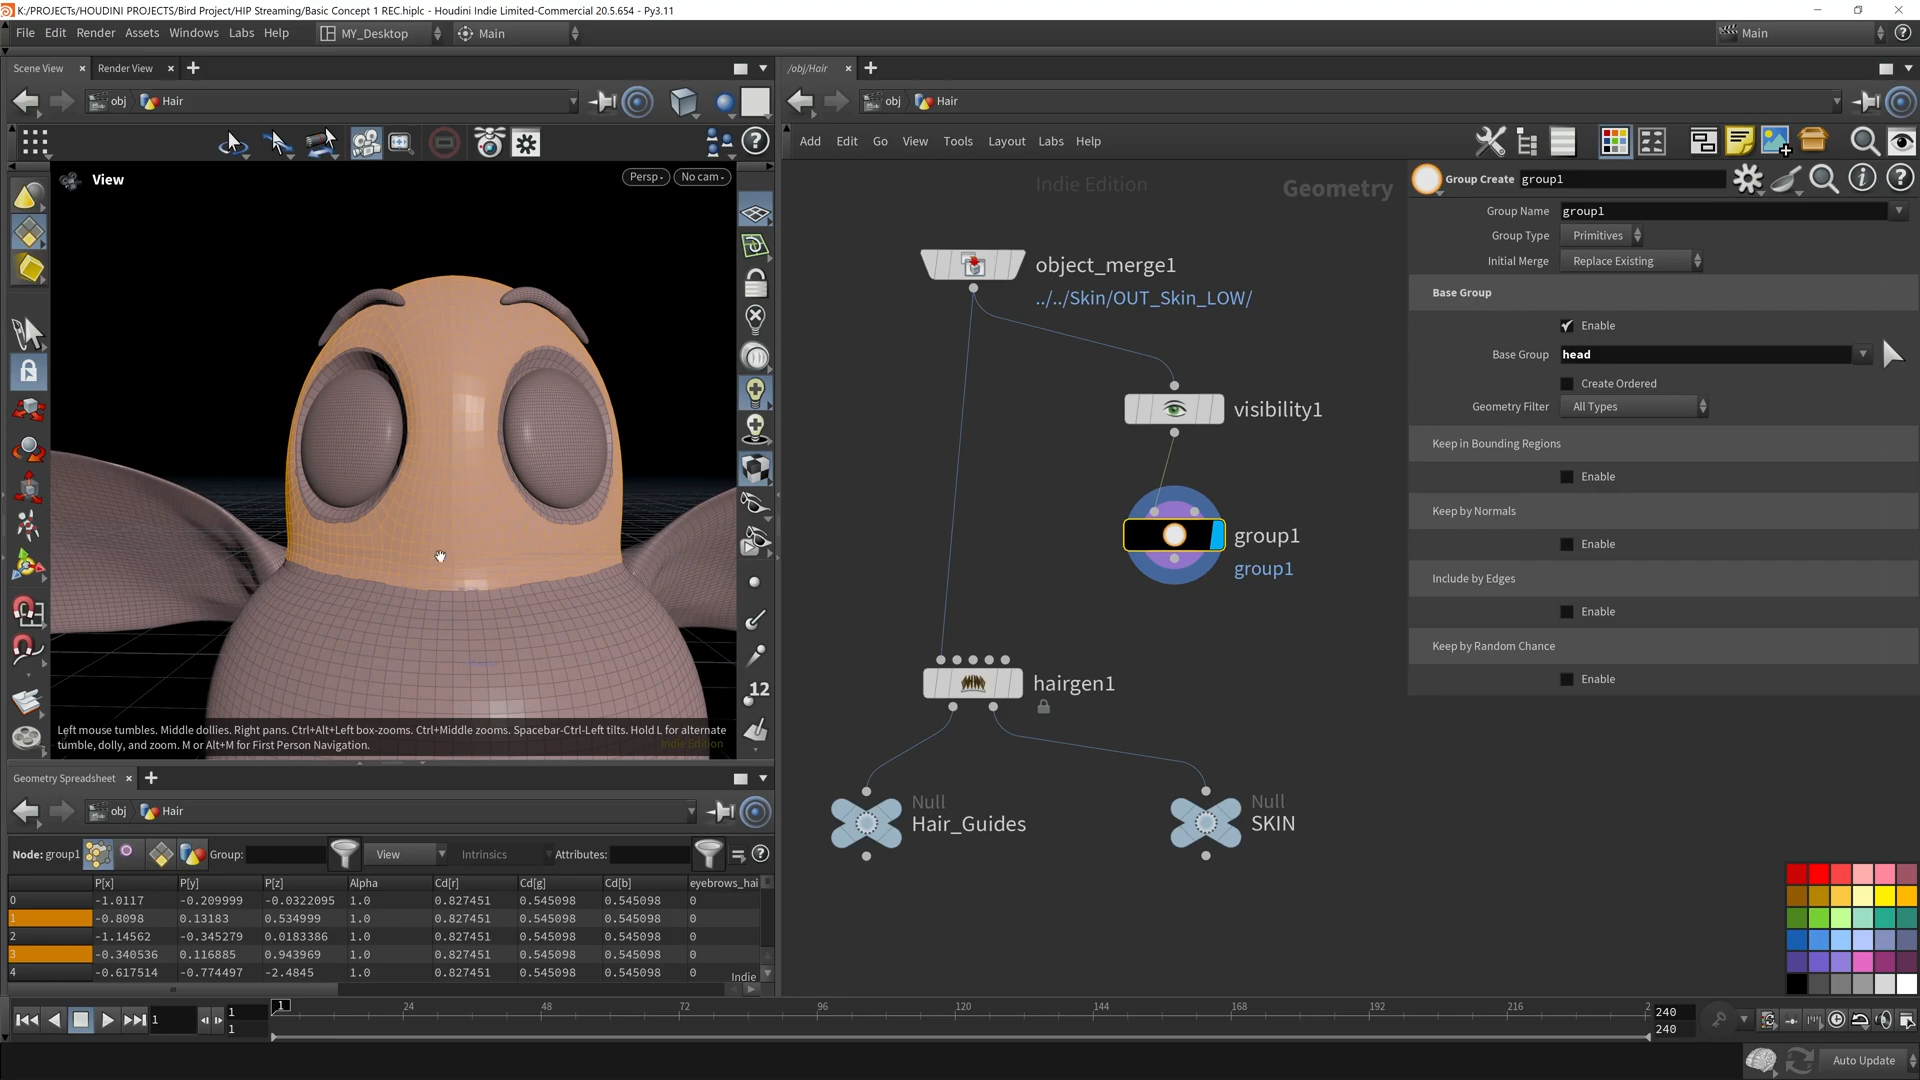 K:/PROJECTs/HOUDINI PROJECTS/Bird Project/HIP Streaming/Basic Concept 1 REC.hiplc - Houdini Indie Limited-Commercial 20.5.654 - Py3.11
File Edit Render Assets Windows Labs Help MY_Desktop Main Main
Scene View Render View
/obj/Hair
obj Hair
obj Hair
Add Edit Go View Tools Layout Labs Help
View
Persp No cam
Indie Edition
Geometry
Group Create group1
Group Name group1
Group Type Primitives
Initial Merge Replace Existing
Base Group
Enable
Base Group head
Create Ordered
Geometry Filter All Types
Keep in Bounding Regions
Enable
Keep by Normals
Enable
Include by Edges
Enable
Keep by Random Chance
Enable
object_merge1
../../Skin/OUT_Skin_LOW/
visibility1
group1
group1
hairgen1
Null
Hair_Guides
Null
SKIN
12
Left mouse tumbles. Middle dollies. Right pans. Ctrl+Alt+Left box-zooms. Ctrl+Middle zooms. Spacebar-Ctrl-Left tilts. Hold L for alternate
tumble, dolly, and zoom. M or Alt+M for First Person Navigation.
Indie Edition
Geometry Spreadsheet
obj Hair
Node: group1 Group: View Intrinsics Attributes:
P[x] P[y] P[z] Alpha Cd[r] Cd[g] Cd[b] eyebrows_hai
0 -1.0117 -0.209999 -0.0322095 1.0 0.827451 0.545098 0.545098 0
1 -0.8098 0.13183 0.534999 1.0 0.827451 0.545098 0.545098 0
2 -1.14562 -0.345279 0.0183386 1.0 0.827451 0.545098 0.545098 0
3 -0.340536 0.116885 0.943969 1.0 0.827451 0.545098 0.545098 0
4 -0.617514 -0.774497 -2.4845 1.0 0.827451 0.545098 0.545098 0
Indie
1 1 1 24 48 72 96 120 144 168 192 216 2 240
1 240
Auto Update